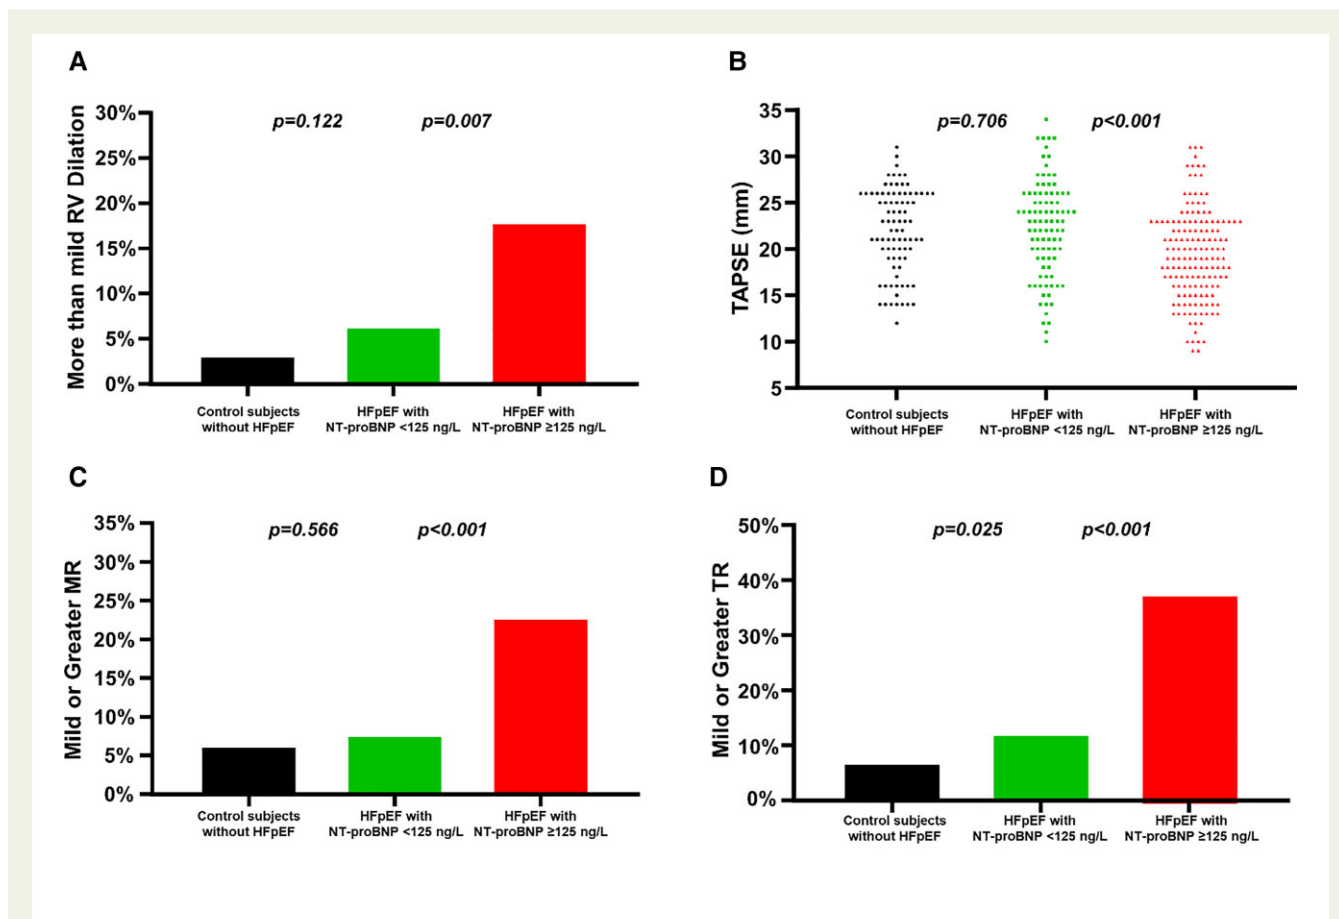 A
More than mild RV Dilation
30%
25%
20%
15%
10%
5%
0%
p=0.122 p=0.007
Control subjects
without HFpEF
HFpEF with
NT-proBNP <125 ng/L
HFpEF with
NT-proBNP ≥125 ng/L
B
TAPSE (mm)
35
30
25
20
15
10
5
p=0.706 p<0.001
Control subjects
without HFpEF
HFpEF with
NT-proBNP <125 ng/L
HFpEF with
NT-proBNP ≥125 ng/L
C
Mild or Greater MR
35%
30%
25%
20%
15%
10%
5%
0%
p=0.566 p<0.001
Control subjects
without HFpEF
HFpEF with
NT-proBNP <125 ng/L
HFpEF with
NT-proBNP ≥125 ng/L
D
Mild or Greater TR
50%
40%
30%
20%
10%
0%
p=0.025 p<0.001
Control subjects
without HFpEF
HFpEF with
NT-proBNP <125 ng/L
HFpEF with
NT-proBNP ≥125 ng/L